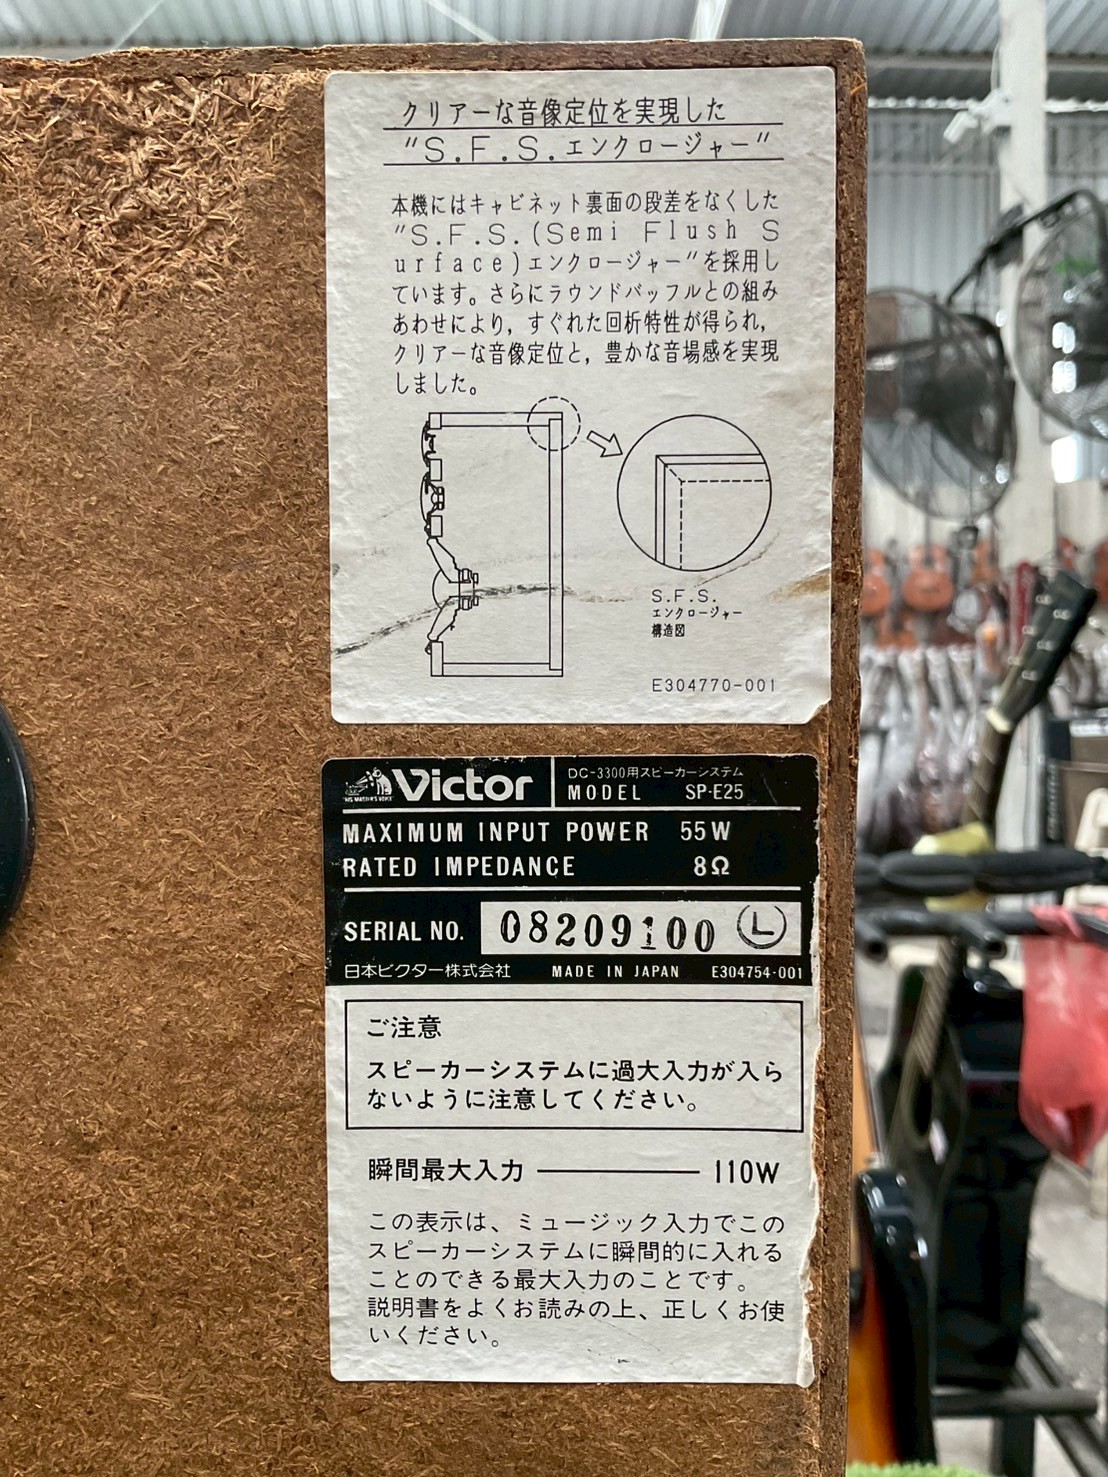 クリアーな音像定位を実現した
"S.F.S.エンクロージャー"
本機にはキャビネット裏面の段差をなくした
"S.F.S.(Semi Flush S
urface)エンクロージャー"を採用し
ています。さらにラウンドバッフルとの組み
あわせにより，すぐれた回析特性が得られ，
クリアーな音像定位と，豊かな音場感を実現
しました。
S.F.S.
エンクロージャー
構造図
E304770-001
"HIS MASTER'S VOICE"
Victor
DC-3300用スピーカーシステム
MODEL SP-E25
MAXIMUM INPUT POWER 55W
RATED IMPEDANCE 8Ω
SERIAL NO. 08209100 L
日本ビクター株式会社 MADE IN JAPAN E304754-001
ご注意
スピーカーシステムに過大入力が入ら
ないように注意してください。
瞬間最大入力 ——— 110W
この表示は、ミュージック入力でこの
スピーカーシステムに瞬間的に入れる
ことのできる最大入力のことです。
説明書をよくお読みの上、正しくお使
いください。